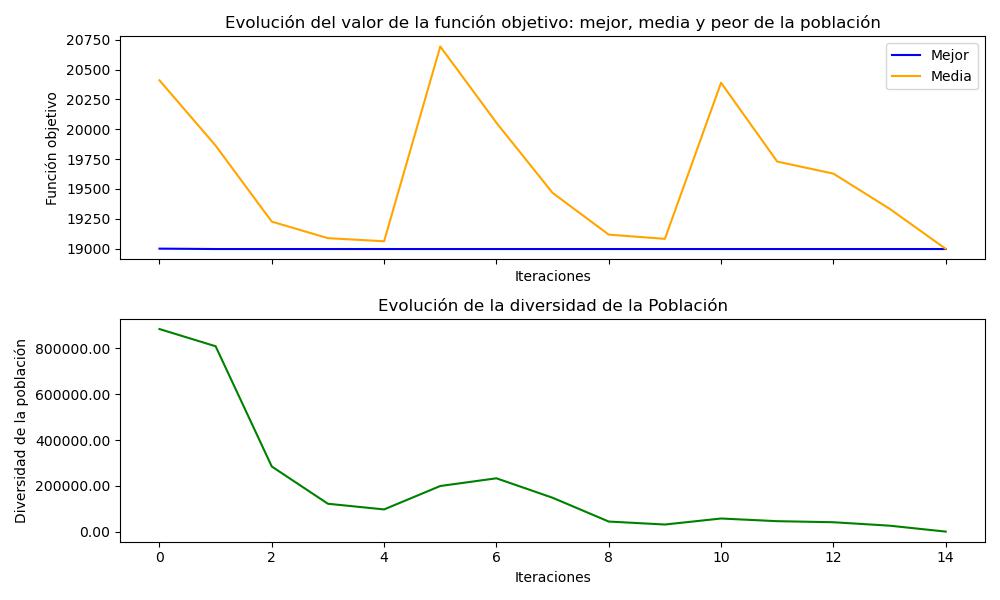 Evolución del valor de la función objetivo: mejor, media y peor de la población
20750
20500
20250
20000
19750
19500
19250
19000
Función objetivo
Mejor
Media
Iteraciones
Evolución de la diversidad de la Población
800000.00
600000.00
400000.00
200000.00
0.00
Diversidad de la población
0 2 4 6 8 10 12 14
Iteraciones